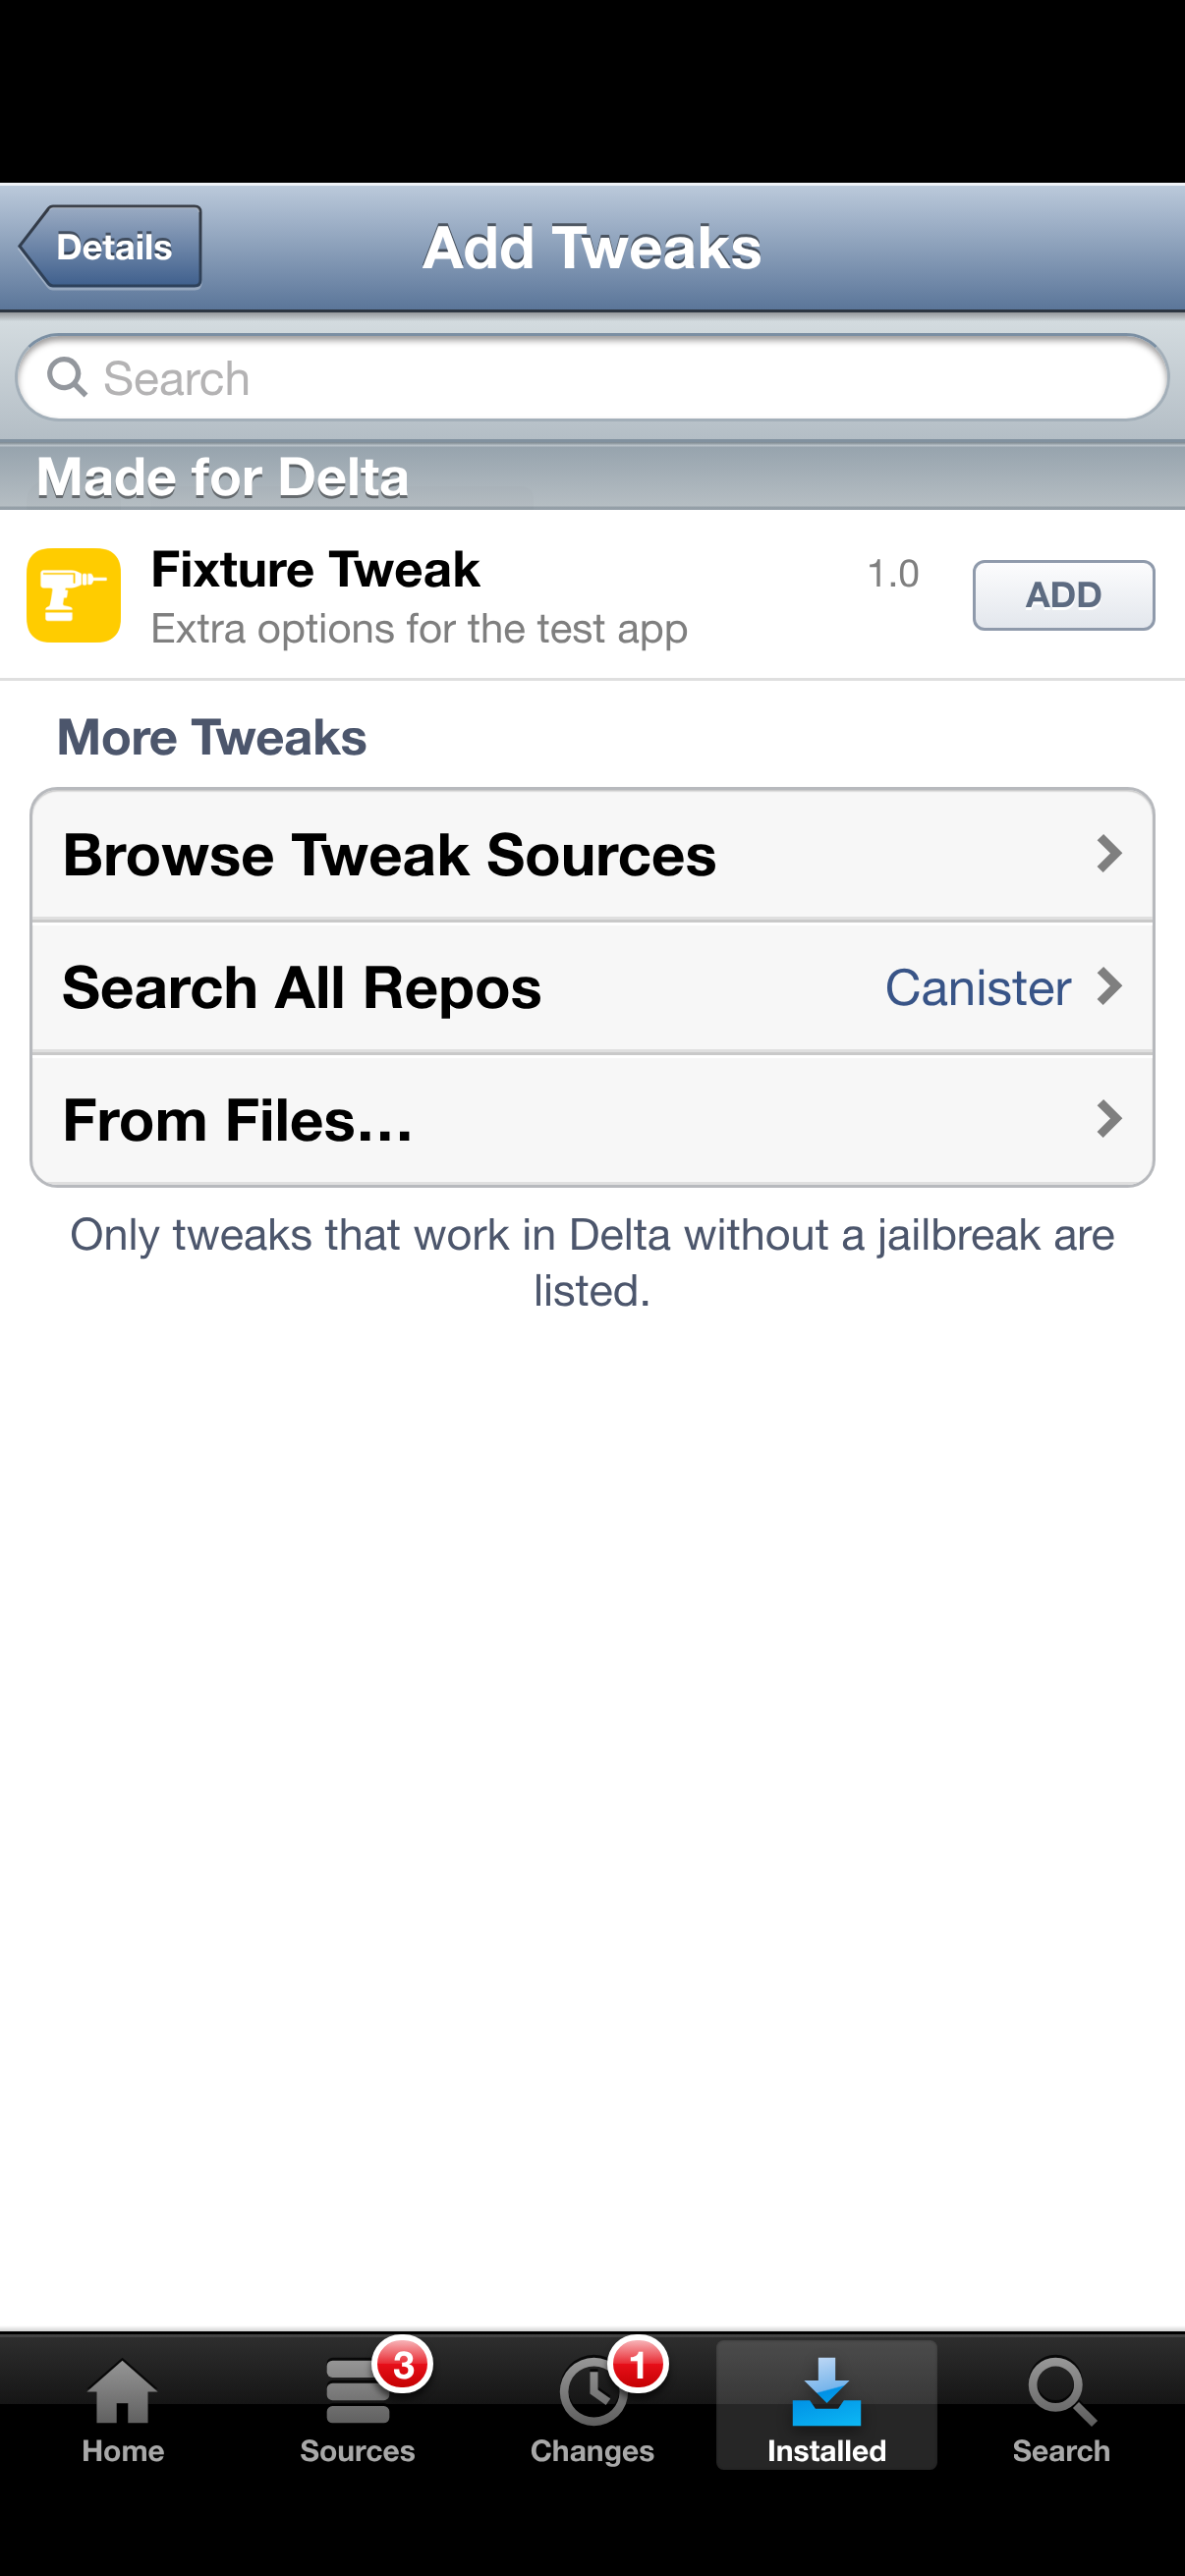 Details
Add Tweaks
Search
Made for Delta
Fixture Tweak
1.0
ADD
Extra options for the test app
More Tweaks
Browse Tweak Sources
Search All Repos
Canister
From Files...
Only tweaks that work in Delta without a jailbreak are
listed.
3
1
Home
Sources
Changes
Installed
Search